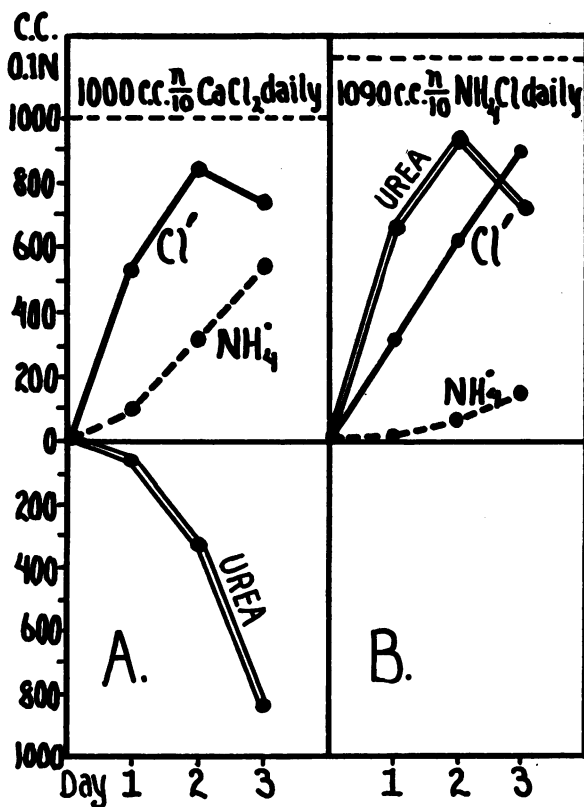 C.C.
0.1N
1000 c.c. n/10 CaCl₂ daily
1090 c.c. n/10 NH₄Cl daily
1000
800
600
400
200
0
200
400
600
800
1000
Cl′
NH₄˙
UREA
A.
UREA
Cl′
NH₄˙
B.
Day 1 2 3
1 2 3